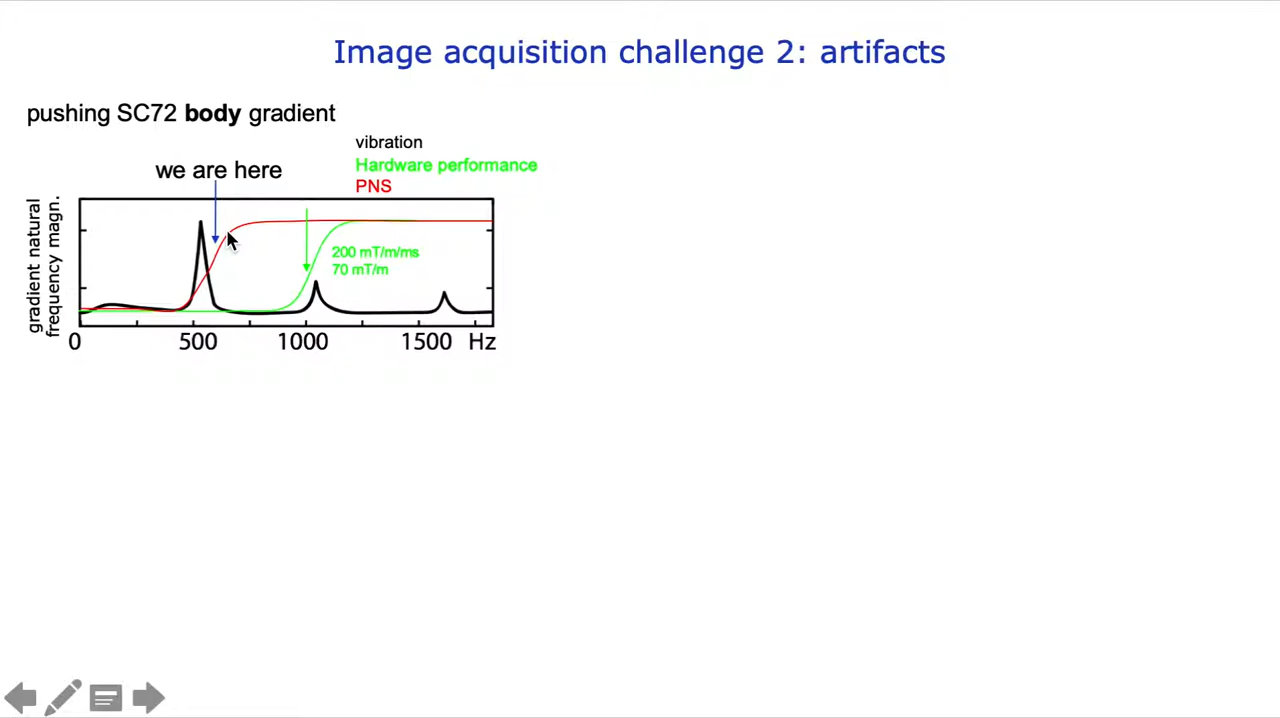 Image acquisition challenge 2: artifacts
pushing SC72 body gradient
vibration
Hardware performance
PNS
we are here
gradient natural
frequency magn.
200 mT/m/ms
70 mT/m
0 500 1000 1500 Hz